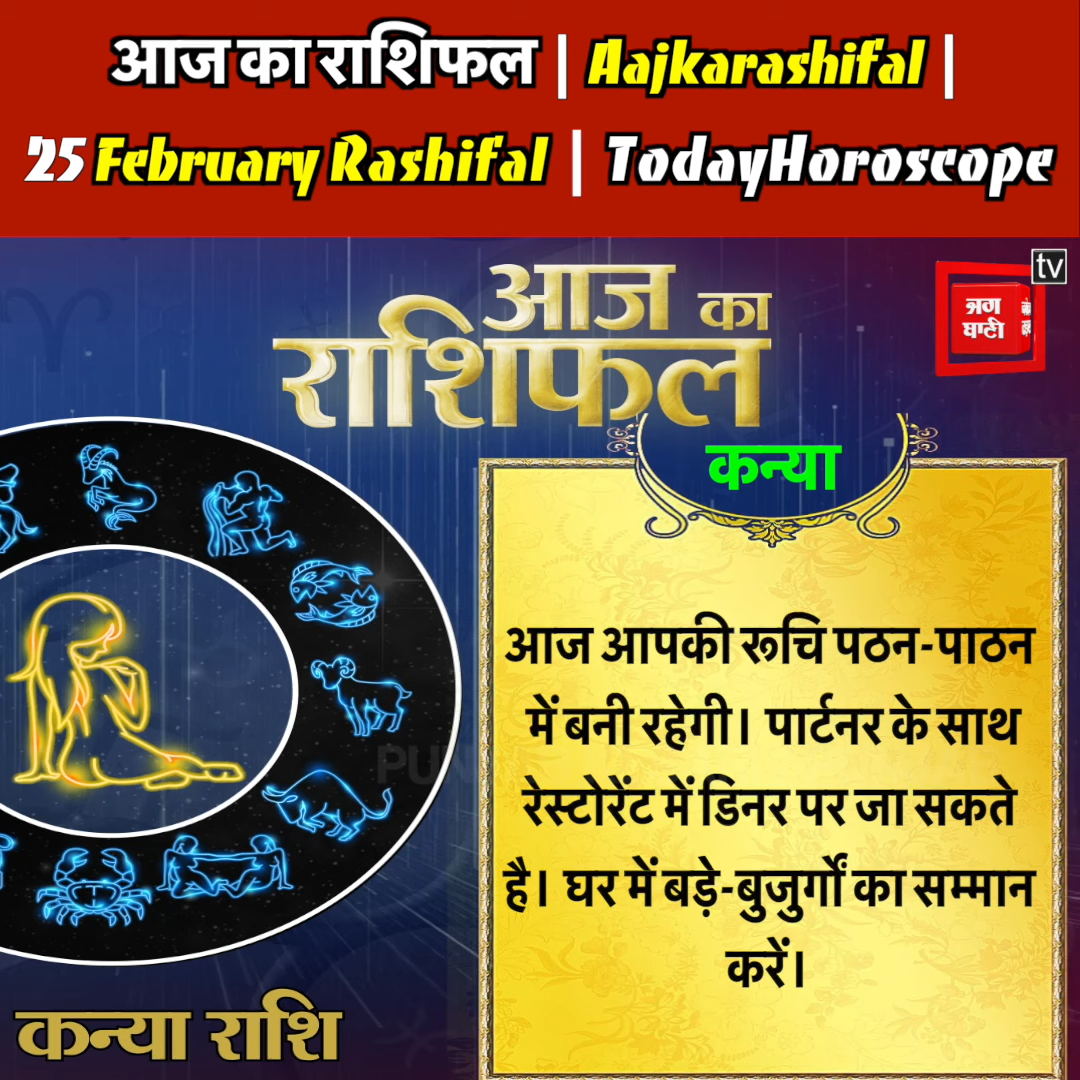 आज का राशिफल | Aajkarashifal |
25 February Rashifal | TodayHoroscope
tv
आज का
राशिफल
कन्या
आज आपकी रूचि पठन-पाठन
में बनी रहेगी। पार्टनर के साथ
रेस्टोरेंट में डिनर पर जा सकते
है। घर में बड़े-बुजुर्गों का सम्मान
करें।
PUN
कन्या राशि